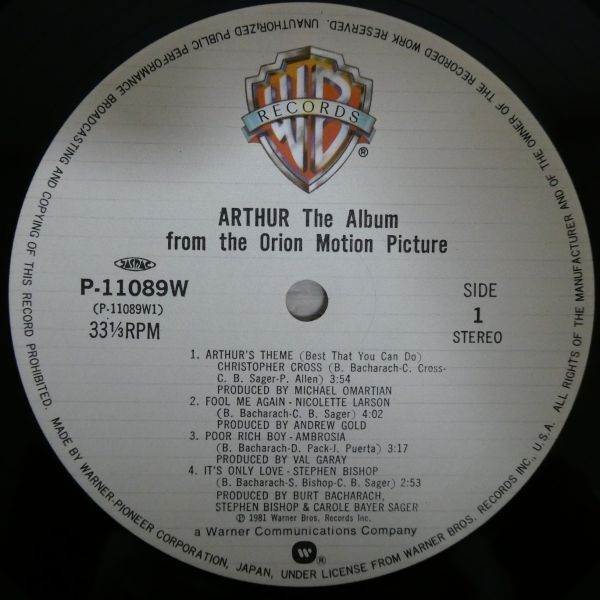 WB
RECORDS
®
ARTHUR The Album
from the Orion Motion Picture
JASRAC
P-11089W
(P-11089W1)
33⅓RPM
SIDE
1
STEREO
1. ARTHUR'S THEME (Best That You Can Do)
CHRISTOPHER CROSS (B. Bacharach-C. Cross-
C. B. Sager-P. Allen) 3:54
PRODUCED BY MICHAEL OMARTIAN
2. FOOL ME AGAIN - NICOLETTE LARSON
(B. Bacharach-C. B. Sager) 4:02
PRODUCED BY ANDREW GOLD
3. POOR RICH BOY - AMBROSIA
(B. Bacharach-D. Pack-J. Puerta) 3:17
PRODUCED BY VAL GARAY
4. IT'S ONLY LOVE - STEPHEN BISHOP
(B. Bacharach-S. Bishop-C. B. Sager) 2:53
PRODUCED BY BURT BACHARACH,
STEPHEN BISHOP & CAROLE BAYER SAGER
℗ 1981 Warner Bros. Records Inc.
a Warner Communications Company
®
MADE BY WARNER-PIONEER CORPORATION, JAPAN, UNDER LICENSE FROM WARNER BROS. RECORDS INC., U.S.A. ALL RIGHTS OF THE MANUFACTURER AND OF THE OWNER OF THE RECORDED WORK RESERVED. UNAUTHORIZED PUBLIC PERFORMANCE BROADCASTING AND COPYING OF THIS RECORD PROHIBITED.